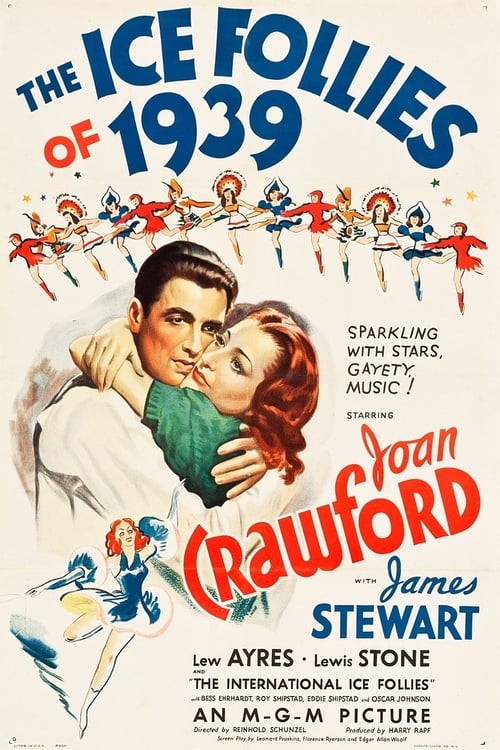 THE ICE FOLLIES
OF 1939
SPARKLING
WITH STARS,
GAYETY,
MUSIC!
STARRING
Joan
CRAWFORD
WITH James
STEWART
Lew AYRES · Lewis STONE
AND
"THE INTERNATIONAL ICE FOLLIES"
with BESS EHRHARDT, ROY SHIPSTAD, EDDIE SHIPSTAD and OSCAR JOHNSON
AN M-G-M PICTURE
Directed by REINHOLD SCHUNZEL Produced by HARRY RAPF
Screen Play by Leonard Praskins, Florence Ryerson and Edgar Allan Woolf